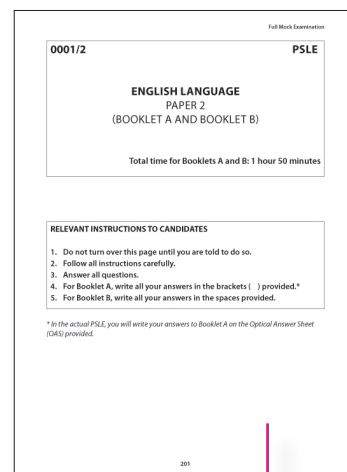 Full Mock Examination
0001/2 PSLE
ENGLISH LANGUAGE
PAPER 2
(BOOKLET A AND BOOKLET B)
Total time for Booklets A and B: 1 hour 50 minutes
RELEVANT INSTRUCTIONS TO CANDIDATES
1. Do not turn over this page until you are told to do so.
2. Follow all instructions carefully.
3. Answer all questions.
4. For Booklet A, write all your answers in the brackets ( ) provided.*
5. For Booklet B, write all your answers in the spaces provided.
* In the actual PSLE, you will write your answers to Booklet A on the Optical Answer Sheet
(OAS) provided.
201